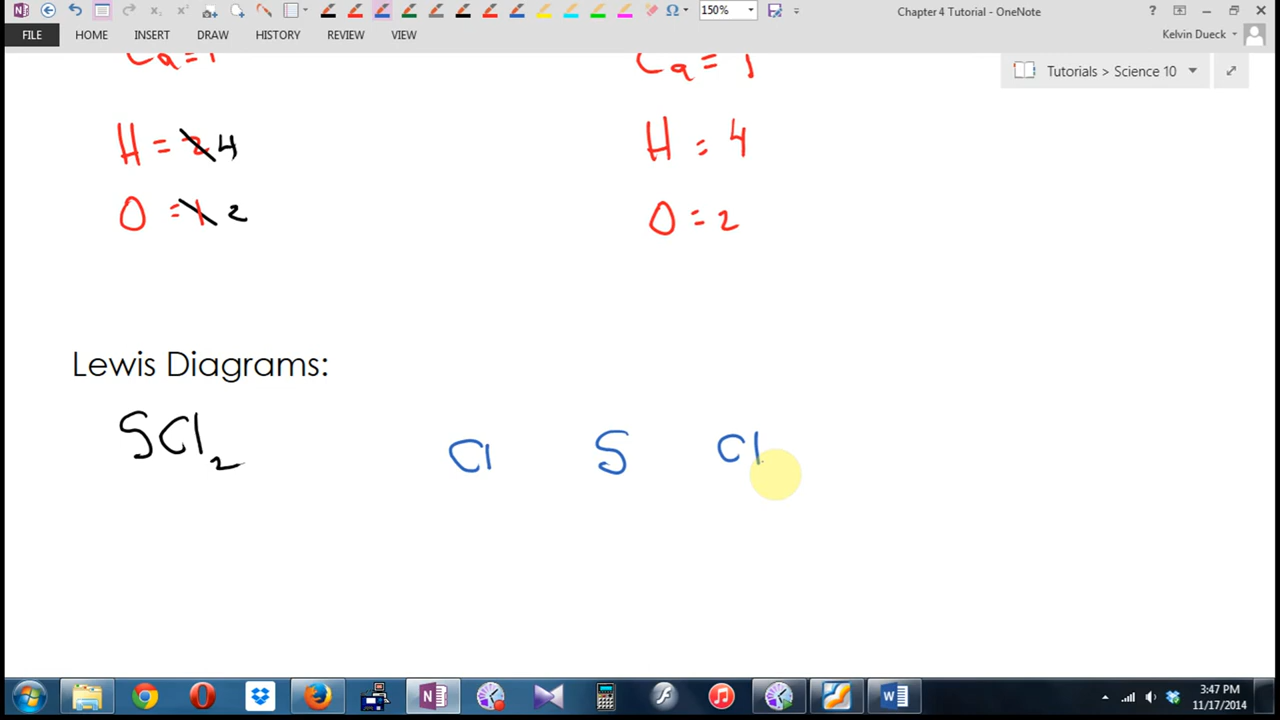 150%
Chapter 4 Tutorial - OneNote
?
FILE
HOME
INSERT
DRAW
HISTORY
REVIEW
VIEW
Kelvin Dueck
Tutorials > Science 10
Ca = 1
Ca = 1
H = 2 4
H = 4
O = 1 2
O = 2
Lewis Diagrams:
SCl2
Cl S Cl
3:47 PM
11/17/2014